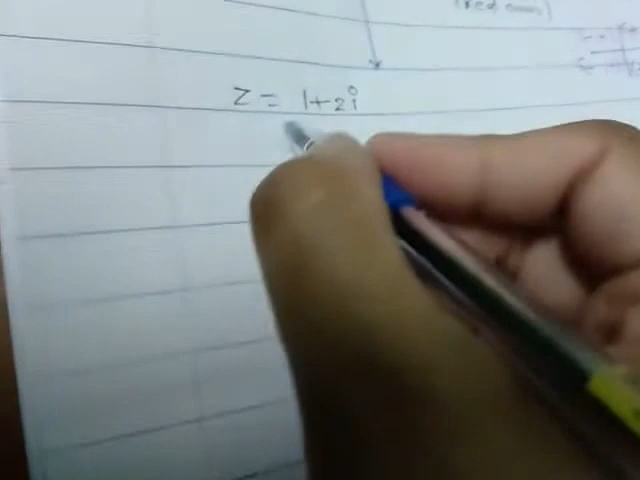 z = 1+2i